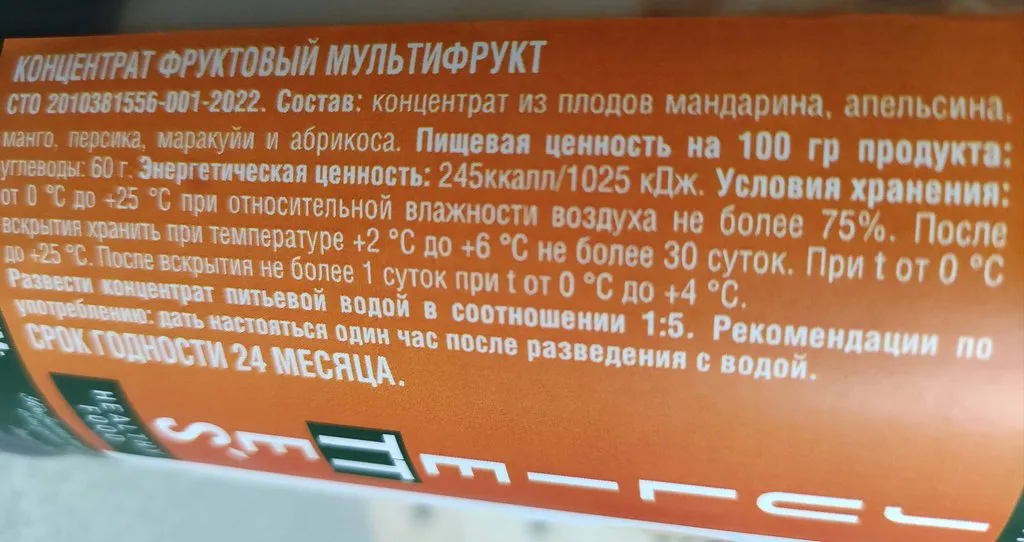 КОНЦЕНТРАТ ФРУКТОВЫЙ МУЛЬТИФРУКТ
СТО 2010381556-001-2022. Состав: концентрат из плодов мандарина, апельсина,
манго, персика, маракуйи и абрикоса. Пищевая ценность на 100 гр продукта:
углеводы: 60 г. Энергетическая ценность: 245ккалл/1025 кДж. Условия хранения:
от 0 °C до +25 °C при относительной влажности воздуха не более 75%. После
вскрытия хранить при температуре +2 °C до +6 °C не более 30 суток. При t от 0 °C
до +25 °C. После вскрытия не более 1 суток при t от 0 °C до +4 °C.
Развести концентрат питьевой водой в соотношении 1:5. Рекомендации по
употреблению: дать настояться один час после разведения с водой.
СРОК ГОДНОСТИ 24 МЕСЯЦА.
HEALTHY
FOOD
JULIETTE'S